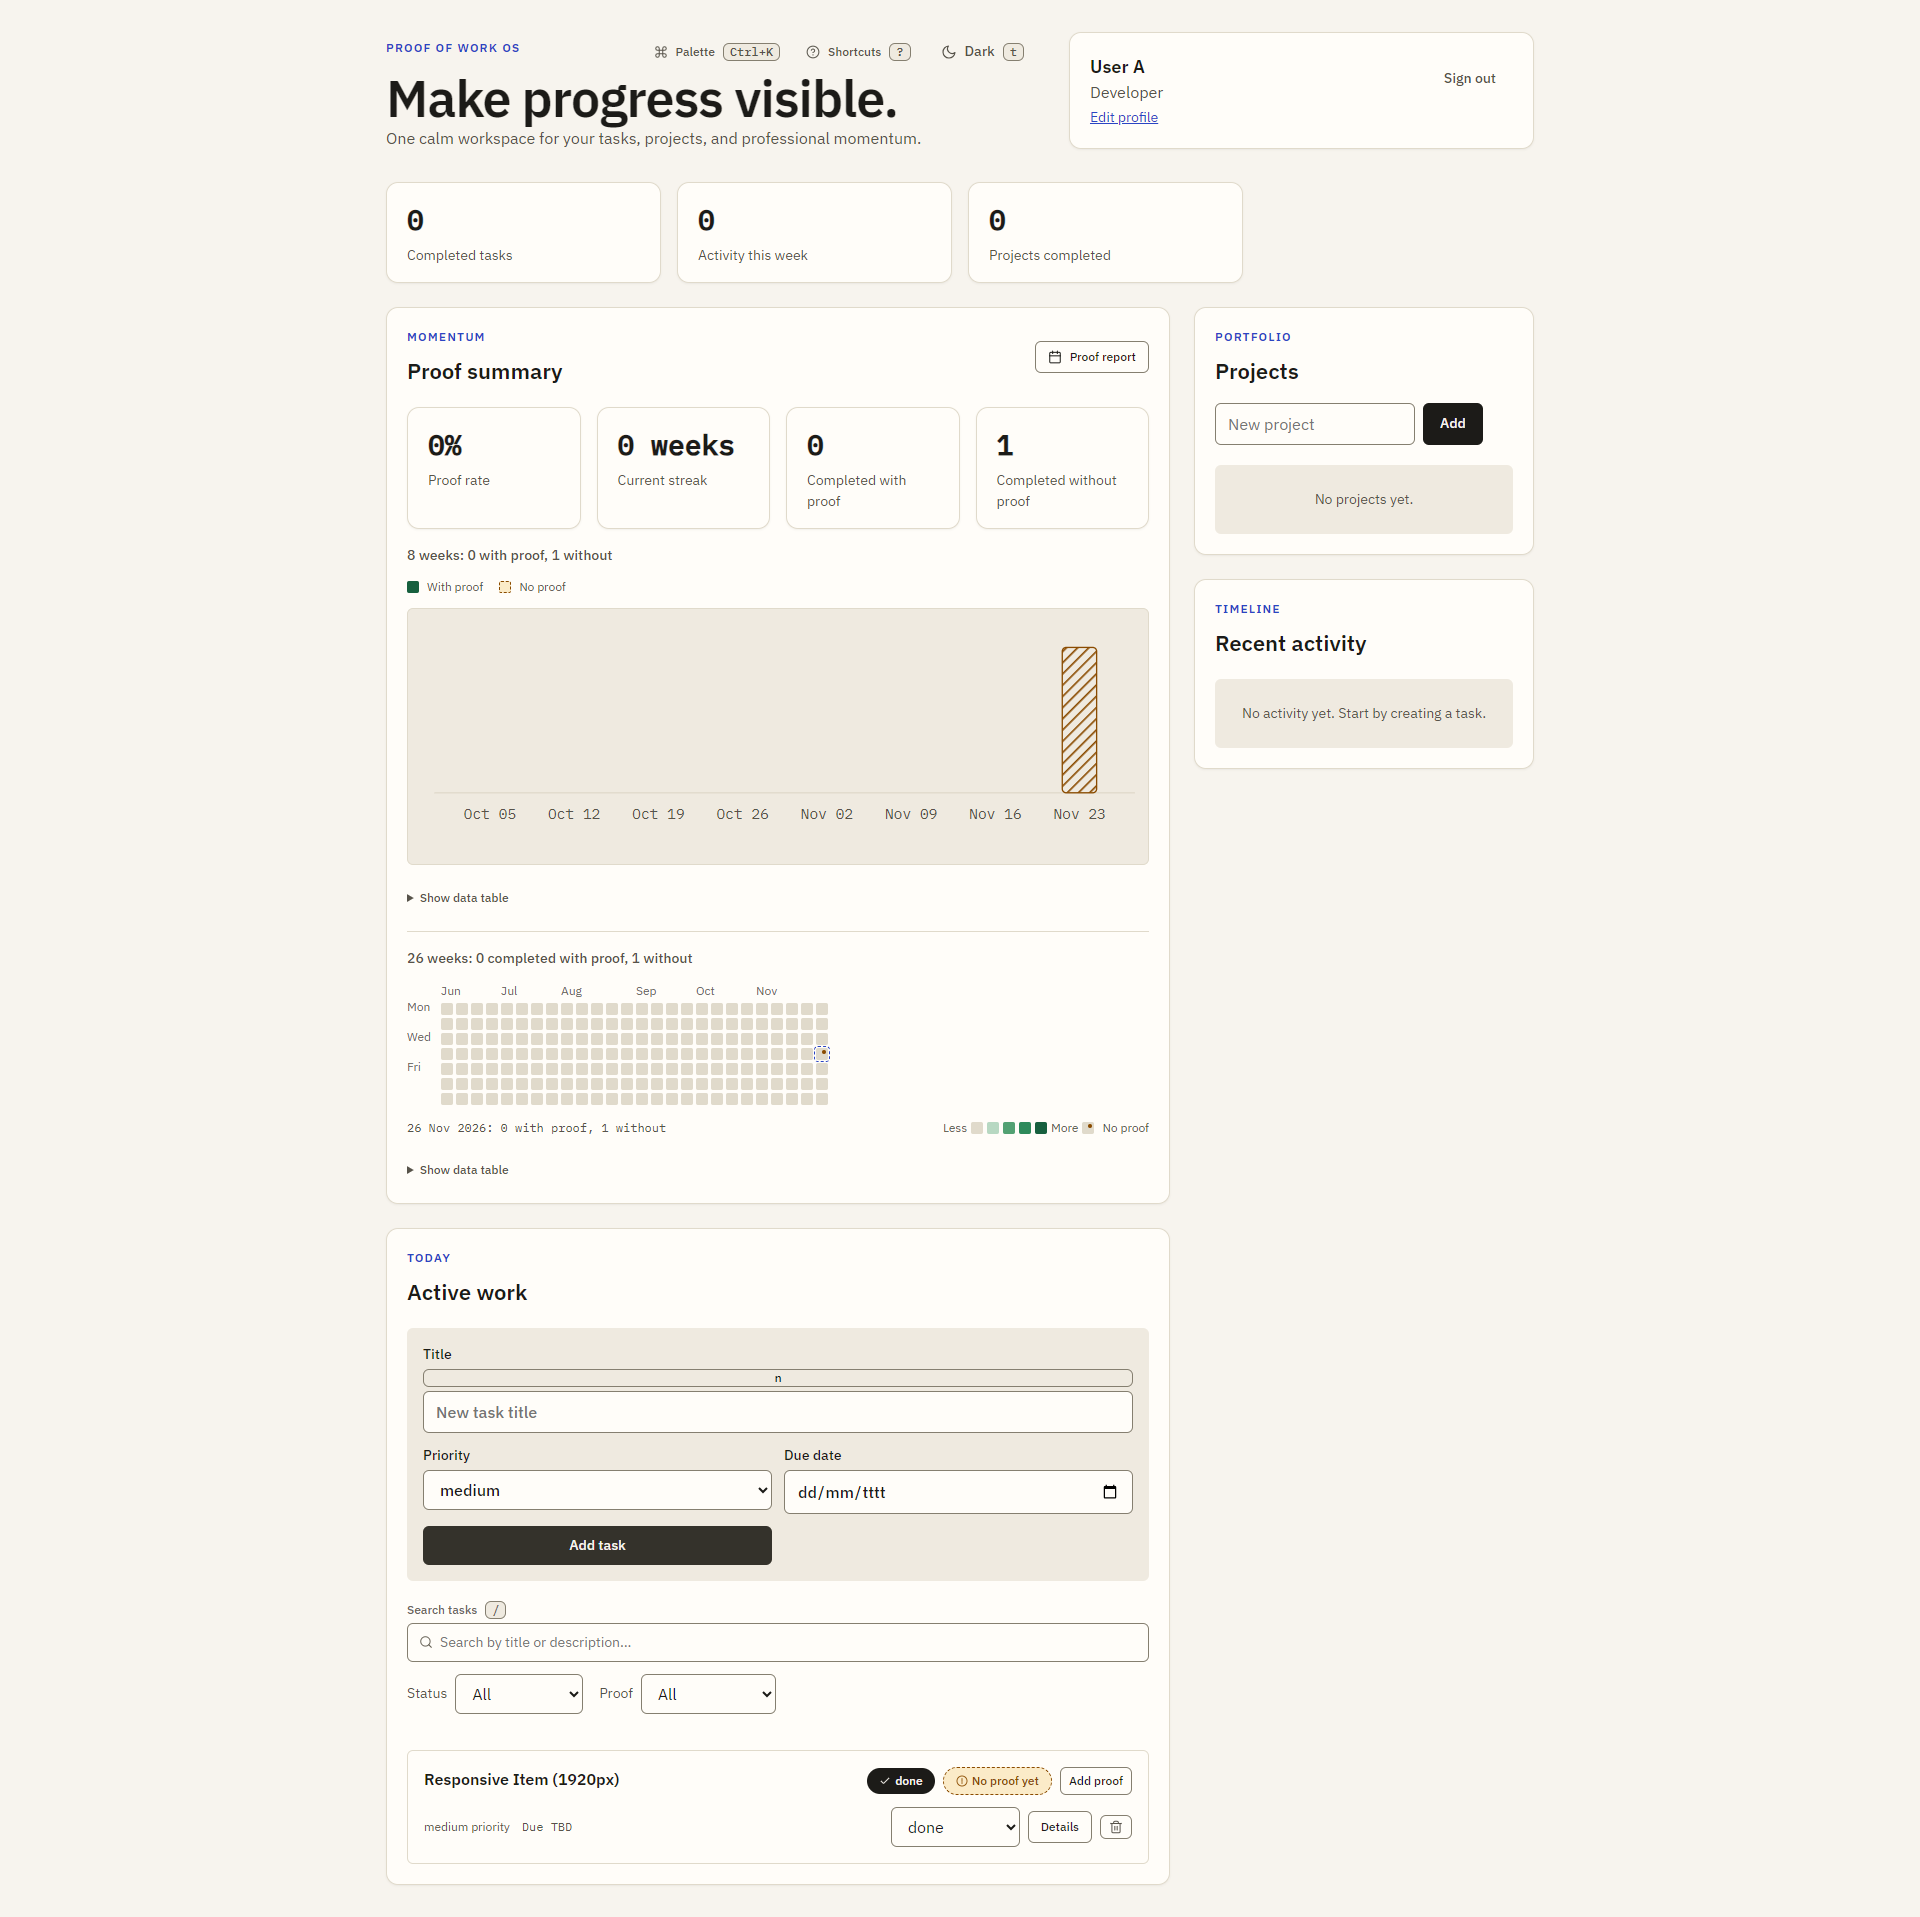 PROOF OF WORK OS
Palette Ctrl+K Shortcuts ? Dark t
Make progress visible.
One calm workspace for your tasks, projects, and professional momentum.
User A
Developer
Edit profile
Sign out
0
Completed tasks
0
Activity this week
0
Projects completed
MOMENTUM
Proof summary
Proof report
0%
Proof rate
0 weeks
Current streak
0
Completed with
proof
1
Completed without
proof
8 weeks: 0 with proof, 1 without
With proof No proof
Oct 05 Oct 12 Oct 19 Oct 26 Nov 02 Nov 09 Nov 16 Nov 23
Show data table
26 weeks: 0 completed with proof, 1 without
Jun Jul Aug Sep Oct Nov
Mon
Wed
Fri
26 Nov 2026: 0 with proof, 1 without
Less More No proof
Show data table
PORTFOLIO
Projects
New project Add
No projects yet.
TIMELINE
Recent activity
No activity yet. Start by creating a task.
TODAY
Active work
Title
n
New task title
Priority Due date
medium dd/mm/tttt
Add task
Search tasks /
Search by title or description...
Status All Proof All
Responsive Item (1920px) done No proof yet Add proof
medium priority Due TBD done Details